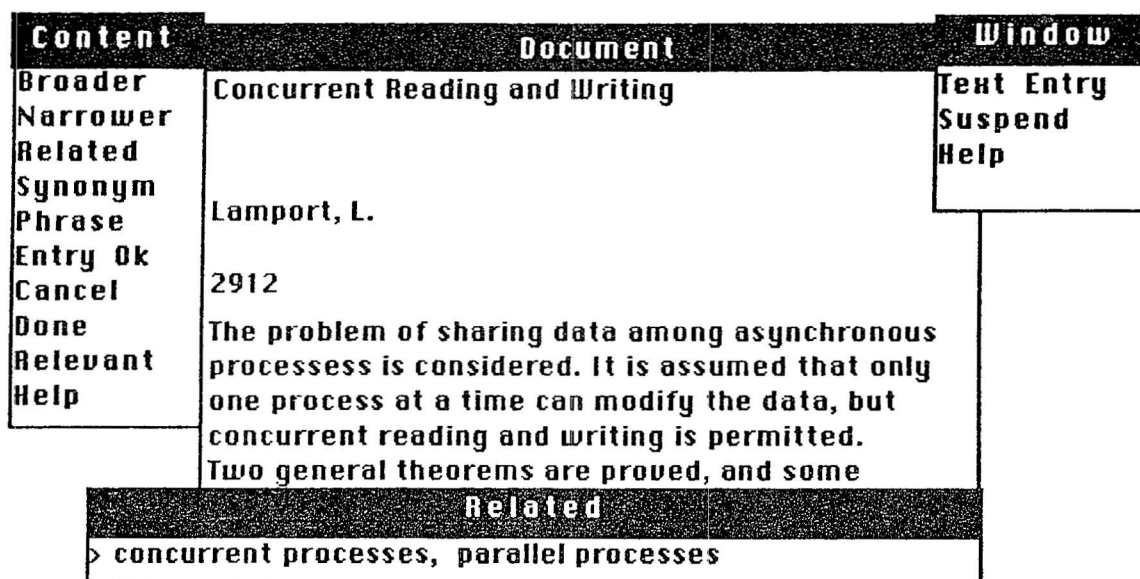 Content
Broader
Narrower
Related
Synonym
Phrase
Entry Ok
Cancel
Done
Relevant
Help
Document
Concurrent Reading and Writing
Lamport, L.
2912
The problem of sharing data among asynchronous
processess is considered. It is assumed that only
one process at a time can modify the data, but
concurrent reading and writing is permitted.
Two general theorems are proved, and some
Window
Text Entry
Suspend
Help
Related
> concurrent processes, parallel processes